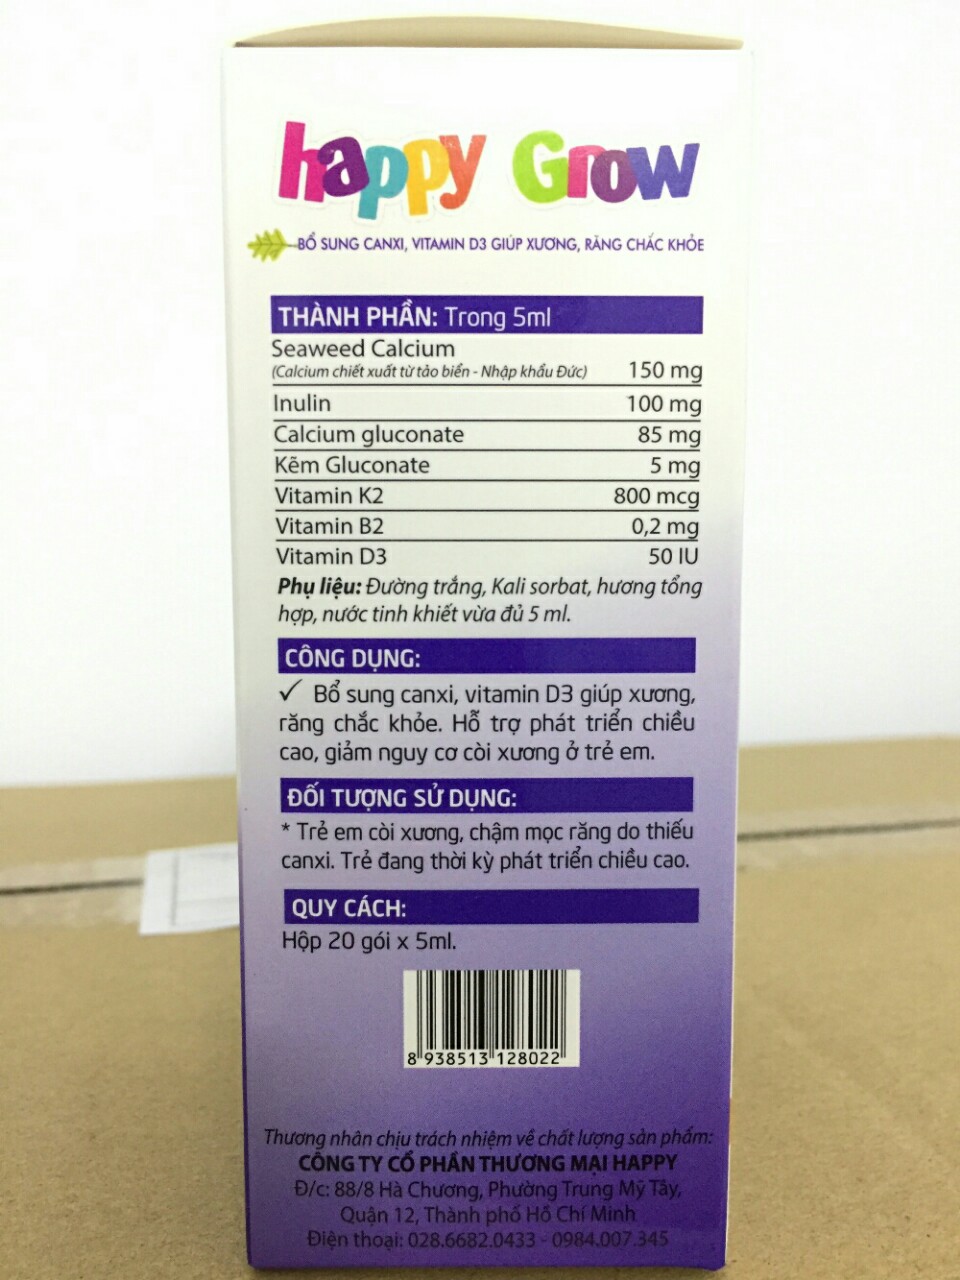 happy Grow
BỔ SUNG CANXI, VITAMIN D3 GIÚP XƯƠNG, RĂNG CHẮC KHỎE
THÀNH PHẦN: Trong 5ml
Seaweed Calcium
(Calcium chiết xuất từ tảo biển - Nhập khẩu Đức) 150 mg
Inulin 100 mg
Calcium gluconate 85 mg
Kẽm Gluconate 5 mg
Vitamin K2 800 mcg
Vitamin B2 0,2 mg
Vitamin D3 50 IU
Phụ liệu: Đường trắng, Kali sorbat, hương tổng
hợp, nước tinh khiết vừa đủ 5 ml.
CÔNG DỤNG:
✓ Bổ sung canxi, vitamin D3 giúp xương,
răng chắc khỏe. Hỗ trợ phát triển chiều
cao, giảm nguy cơ còi xương ở trẻ em.
ĐỐI TƯỢNG SỬ DỤNG:
* Trẻ em còi xương, chậm mọc răng do thiếu
canxi. Trẻ đang thời kỳ phát triển chiều cao.
QUY CÁCH:
Hộp 20 gói x 5ml.
8 938513 128022
Thương nhân chịu trách nhiệm về chất lượng sản phẩm:
CÔNG TY CỔ PHẦN THƯƠNG MẠI HAPPY
Đ/c: 88/8 Hà Chương, Phường Trung Mỹ Tây,
Quận 12, Thành phố Hồ Chí Minh
Điện thoại: 028.6682.0433 - 0984.007.345